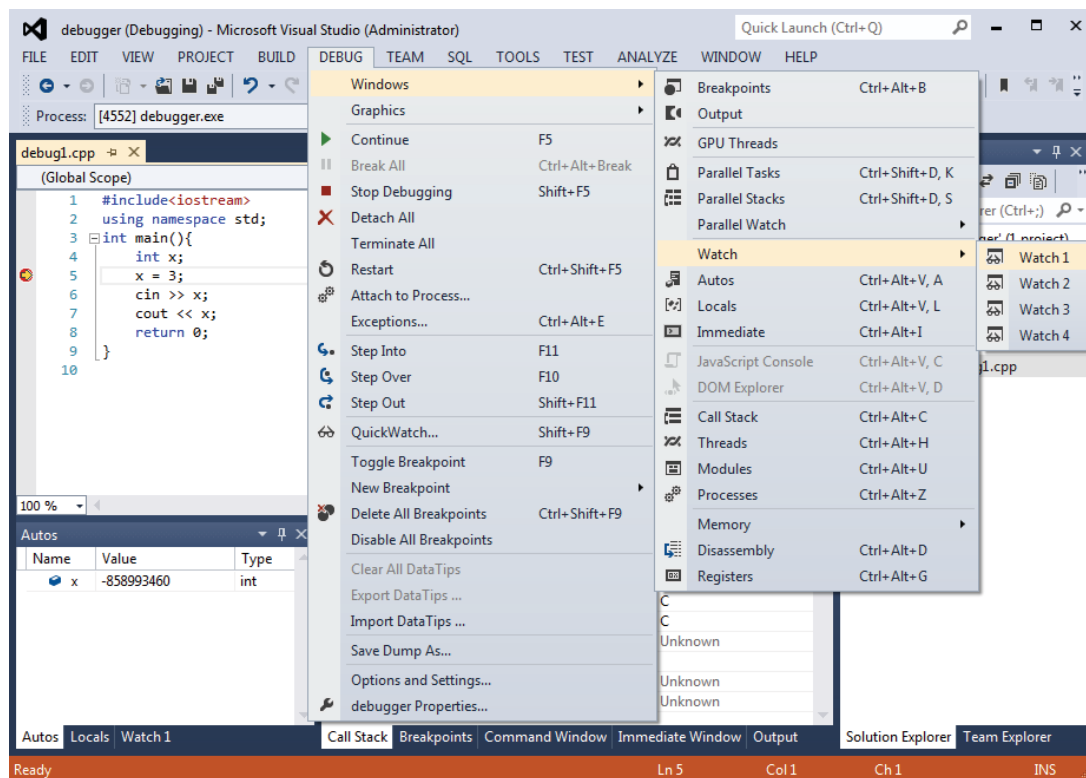 debugger (Debugging) - Microsoft Visual Studio (Administrator)
Quick Launch (Ctrl+Q)
FILE EDIT VIEW PROJECT BUILD DEBUG TEAM SQL TOOLS TEST ANALYZE WINDOW HELP
Process: [4552] debugger.exe
debug1.cpp
(Global Scope)
1 #include<iostream>
2 using namespace std;
3 int main(){
4 int x;
5 x = 3;
6 cin >> x;
7 cout << x;
8 return 0;
9 }
10
100 %
Autos
Name Value Type
x -858993460 int
Autos Locals Watch 1
Windows
Graphics
Continue F5
Break All Ctrl+Alt+Break
Stop Debugging Shift+F5
Detach All
Terminate All
Restart Ctrl+Shift+F5
Attach to Process...
Exceptions... Ctrl+Alt+E
Step Into F11
Step Over F10
Step Out Shift+F11
QuickWatch... Shift+F9
Toggle Breakpoint F9
New Breakpoint
Delete All Breakpoints Ctrl+Shift+F9
Disable All Breakpoints
Clear All DataTips
Export DataTips ...
Import DataTips ...
Save Dump As...
Options and Settings...
debugger Properties...
Breakpoints Ctrl+Alt+B
Output
GPU Threads
Parallel Tasks Ctrl+Shift+D, K
Parallel Stacks Ctrl+Shift+D, S
Parallel Watch
Watch
Autos Ctrl+Alt+V, A
Locals Ctrl+Alt+V, L
Immediate Ctrl+Alt+I
JavaScript Console Ctrl+Alt+V, C
DOM Explorer Ctrl+Alt+V, D
Call Stack Ctrl+Alt+C
Threads Ctrl+Alt+H
Modules Ctrl+Alt+U
Processes Ctrl+Alt+Z
Memory
Disassembly Ctrl+Alt+D
Registers Ctrl+Alt+G
Watch 1
Watch 2
Watch 3
Watch 4
rer (Ctrl+;)
(1 project)
1.cpp
C
C
Unknown
Unknown
Unknown
Call Stack Breakpoints Command Window Immediate Window Output
Solution Explorer Team Explorer
Ready Ln 5 Col 1 Ch 1 INS